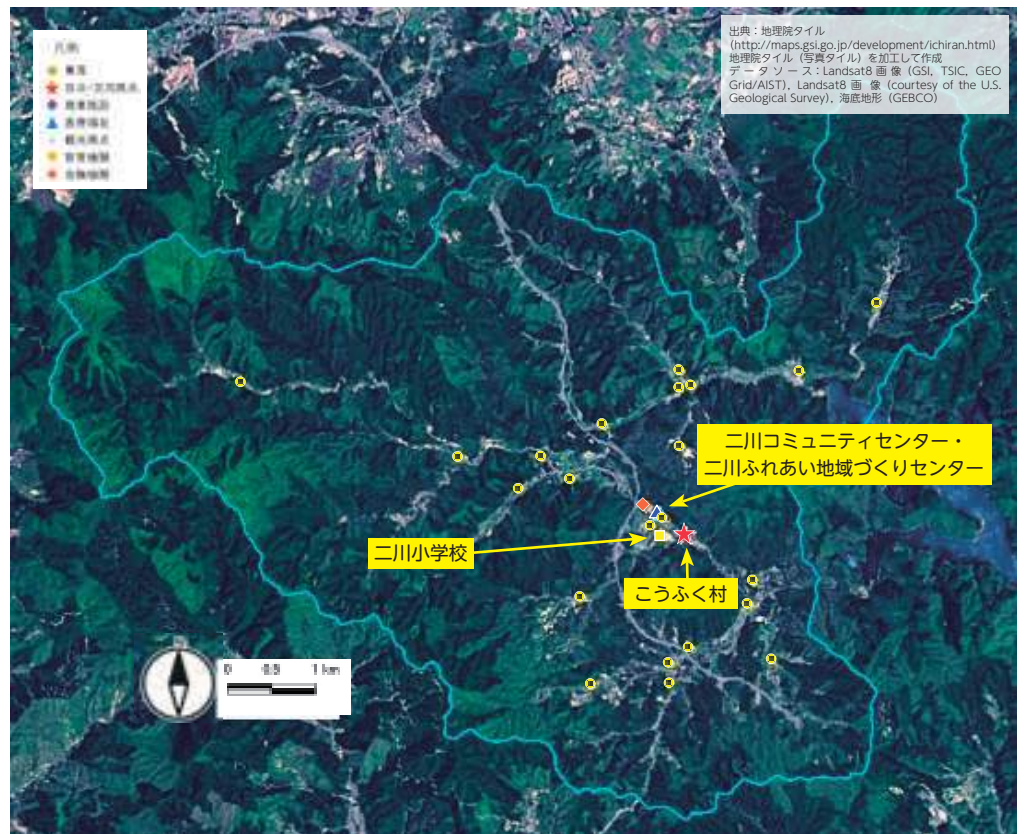 凡例
出典：地理院タイル
(http://maps.gsi.go.jp/development/ichiran.html)
地理院タイル（写真タイル）を加工して作成
データソース：Landsat8 画像（GSI, TSIC, GEO
Grid/AIST), Landsat8 画 像 (courtesy of the U.S.
Geological Survey), 海底地形（GEBCO）
二川コミュニティセンター・
二川ふれあい地域づくりセンター
二川小学校
こうふく村
0 0.5 1 km